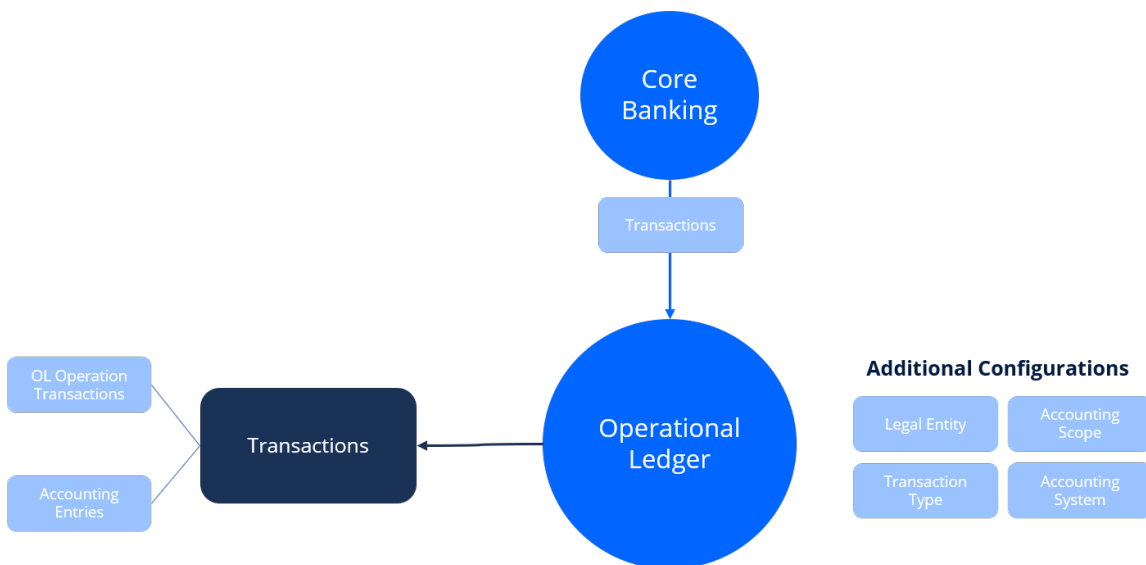 Core
Banking
Transactions
OL Operation
Transactions
Accounting
Entries
Transactions
Operational
Ledger
Additional Configurations
Legal Entity
Accounting
Scope
Transaction
Type
Accounting
System